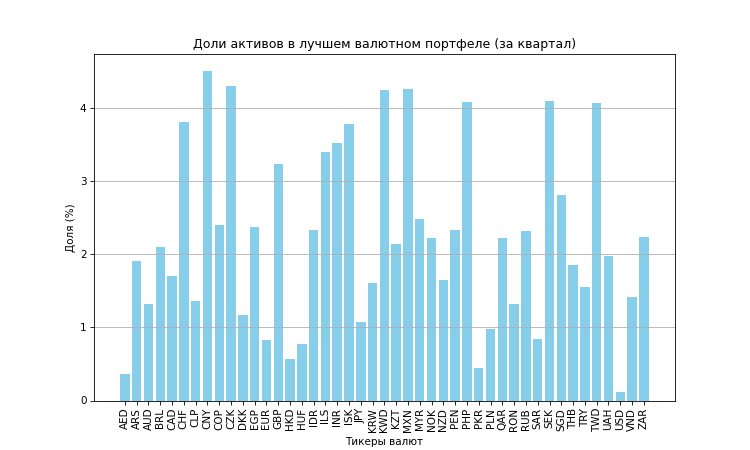 Доли активов в лучшем валютном портфеле (за квартал)
Доля (%)
4
3
2
1
0
AED ARS AUD BRL CAD CHF CLP CNY COP CZK DKK EGP EUR GBP HKD HUF IDR ILS INR ISK JPY KRW KWD KZT MXN MYR NOK NZD PEN PHP PKR PLN QAR RON RUB SAR SEK SGD THB TRY TWD UAH USD VND ZAR
Тикеры валют